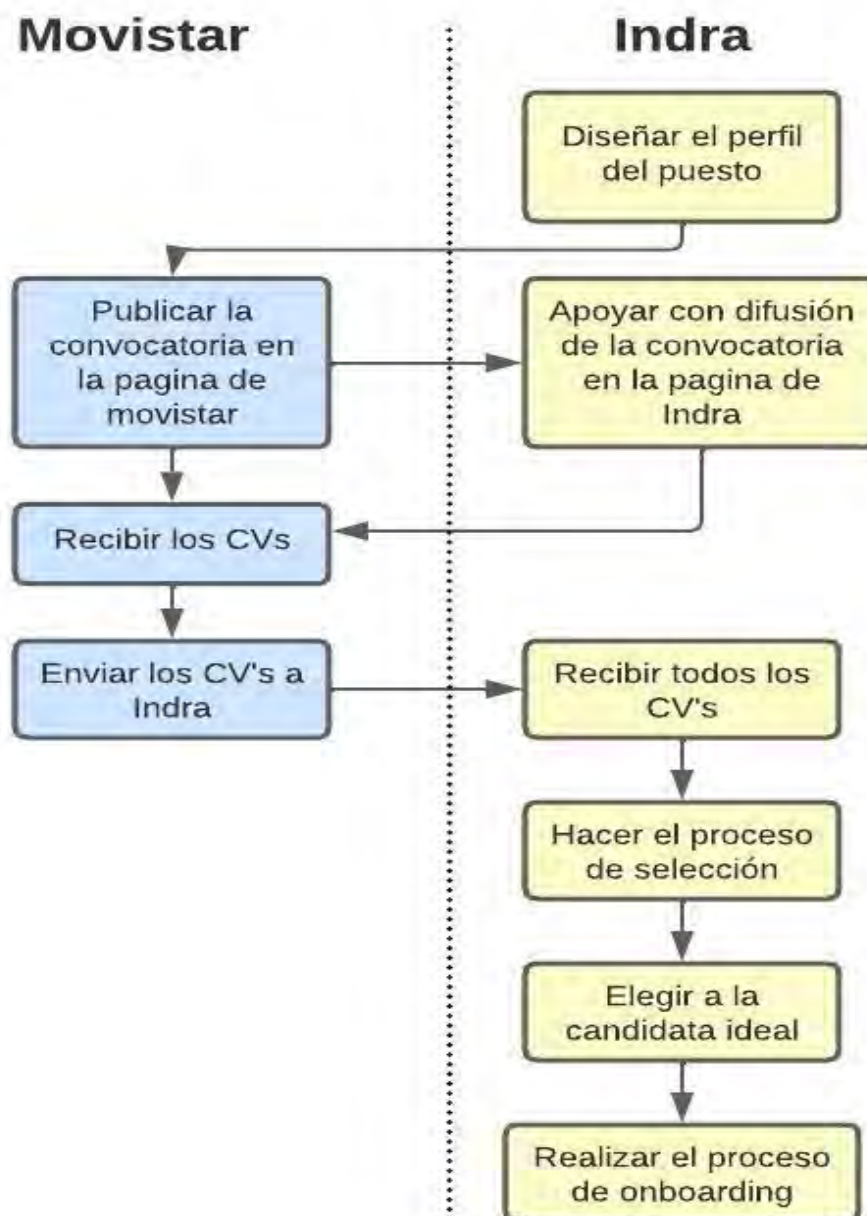 Movistar
Indra
Diseñar el perfil
del puesto
Publicar la
convocatoria en
la pagina de
movistar
Apoyar con difusión
de la convocatoria
en la pagina de
Indra
Recibir los CVs
Enviar los CV's a
Indra
Recibir todos los
CV's
Hacer el proceso
de selección
Elegir a la
candidata ideal
Realizar el proceso
de onboarding